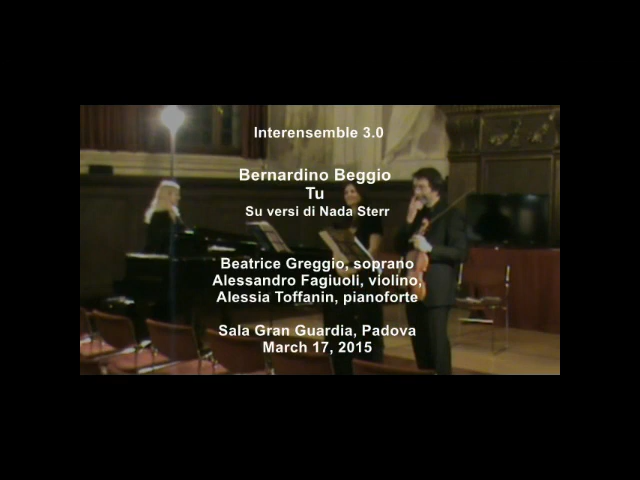 Interensemble 3.0
Bernardino Beggio
Tu
Su versi di Nada Sterr
Beatrice Greggio, soprano
Alessandro Fagiuoli, violino,
Alessia Toffanin, pianoforte
Sala Gran Guardia, Padova
March 17, 2015